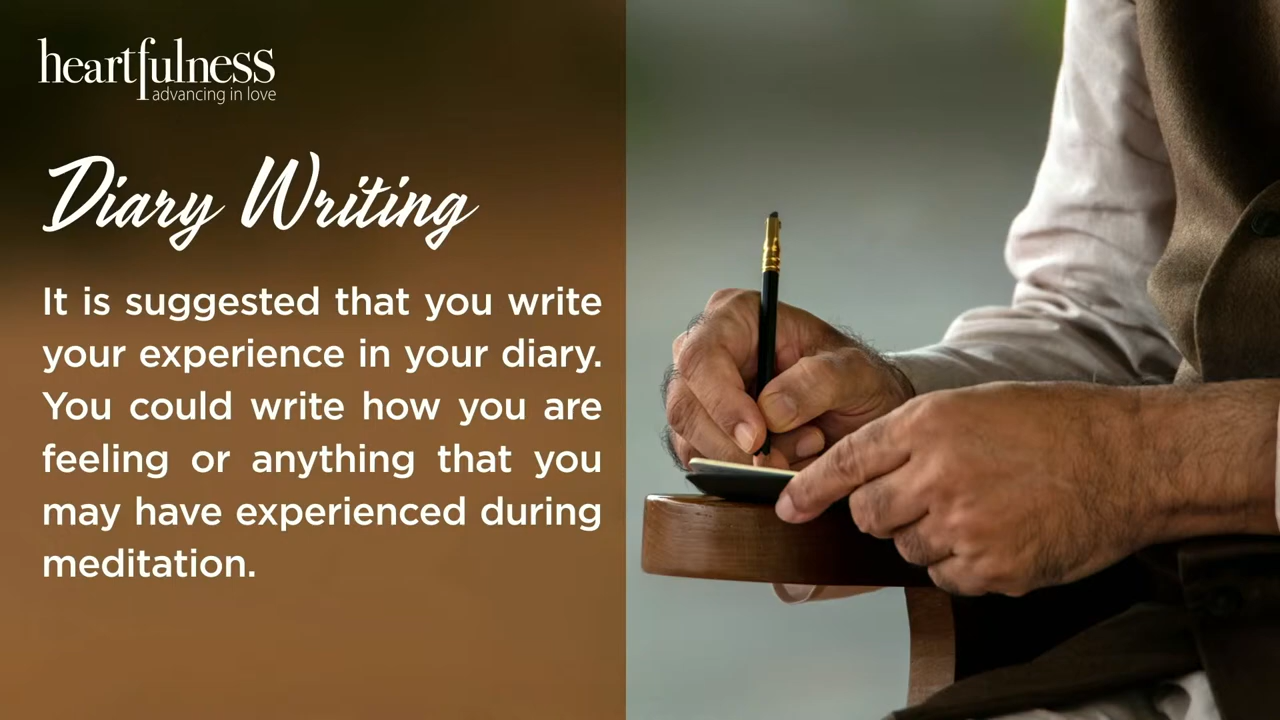 heartfulness
advancing in love
Diary Writing
It is suggested that you write
your experience in your diary.
You could write how you are
feeling or anything that you
may have experienced during
meditation.